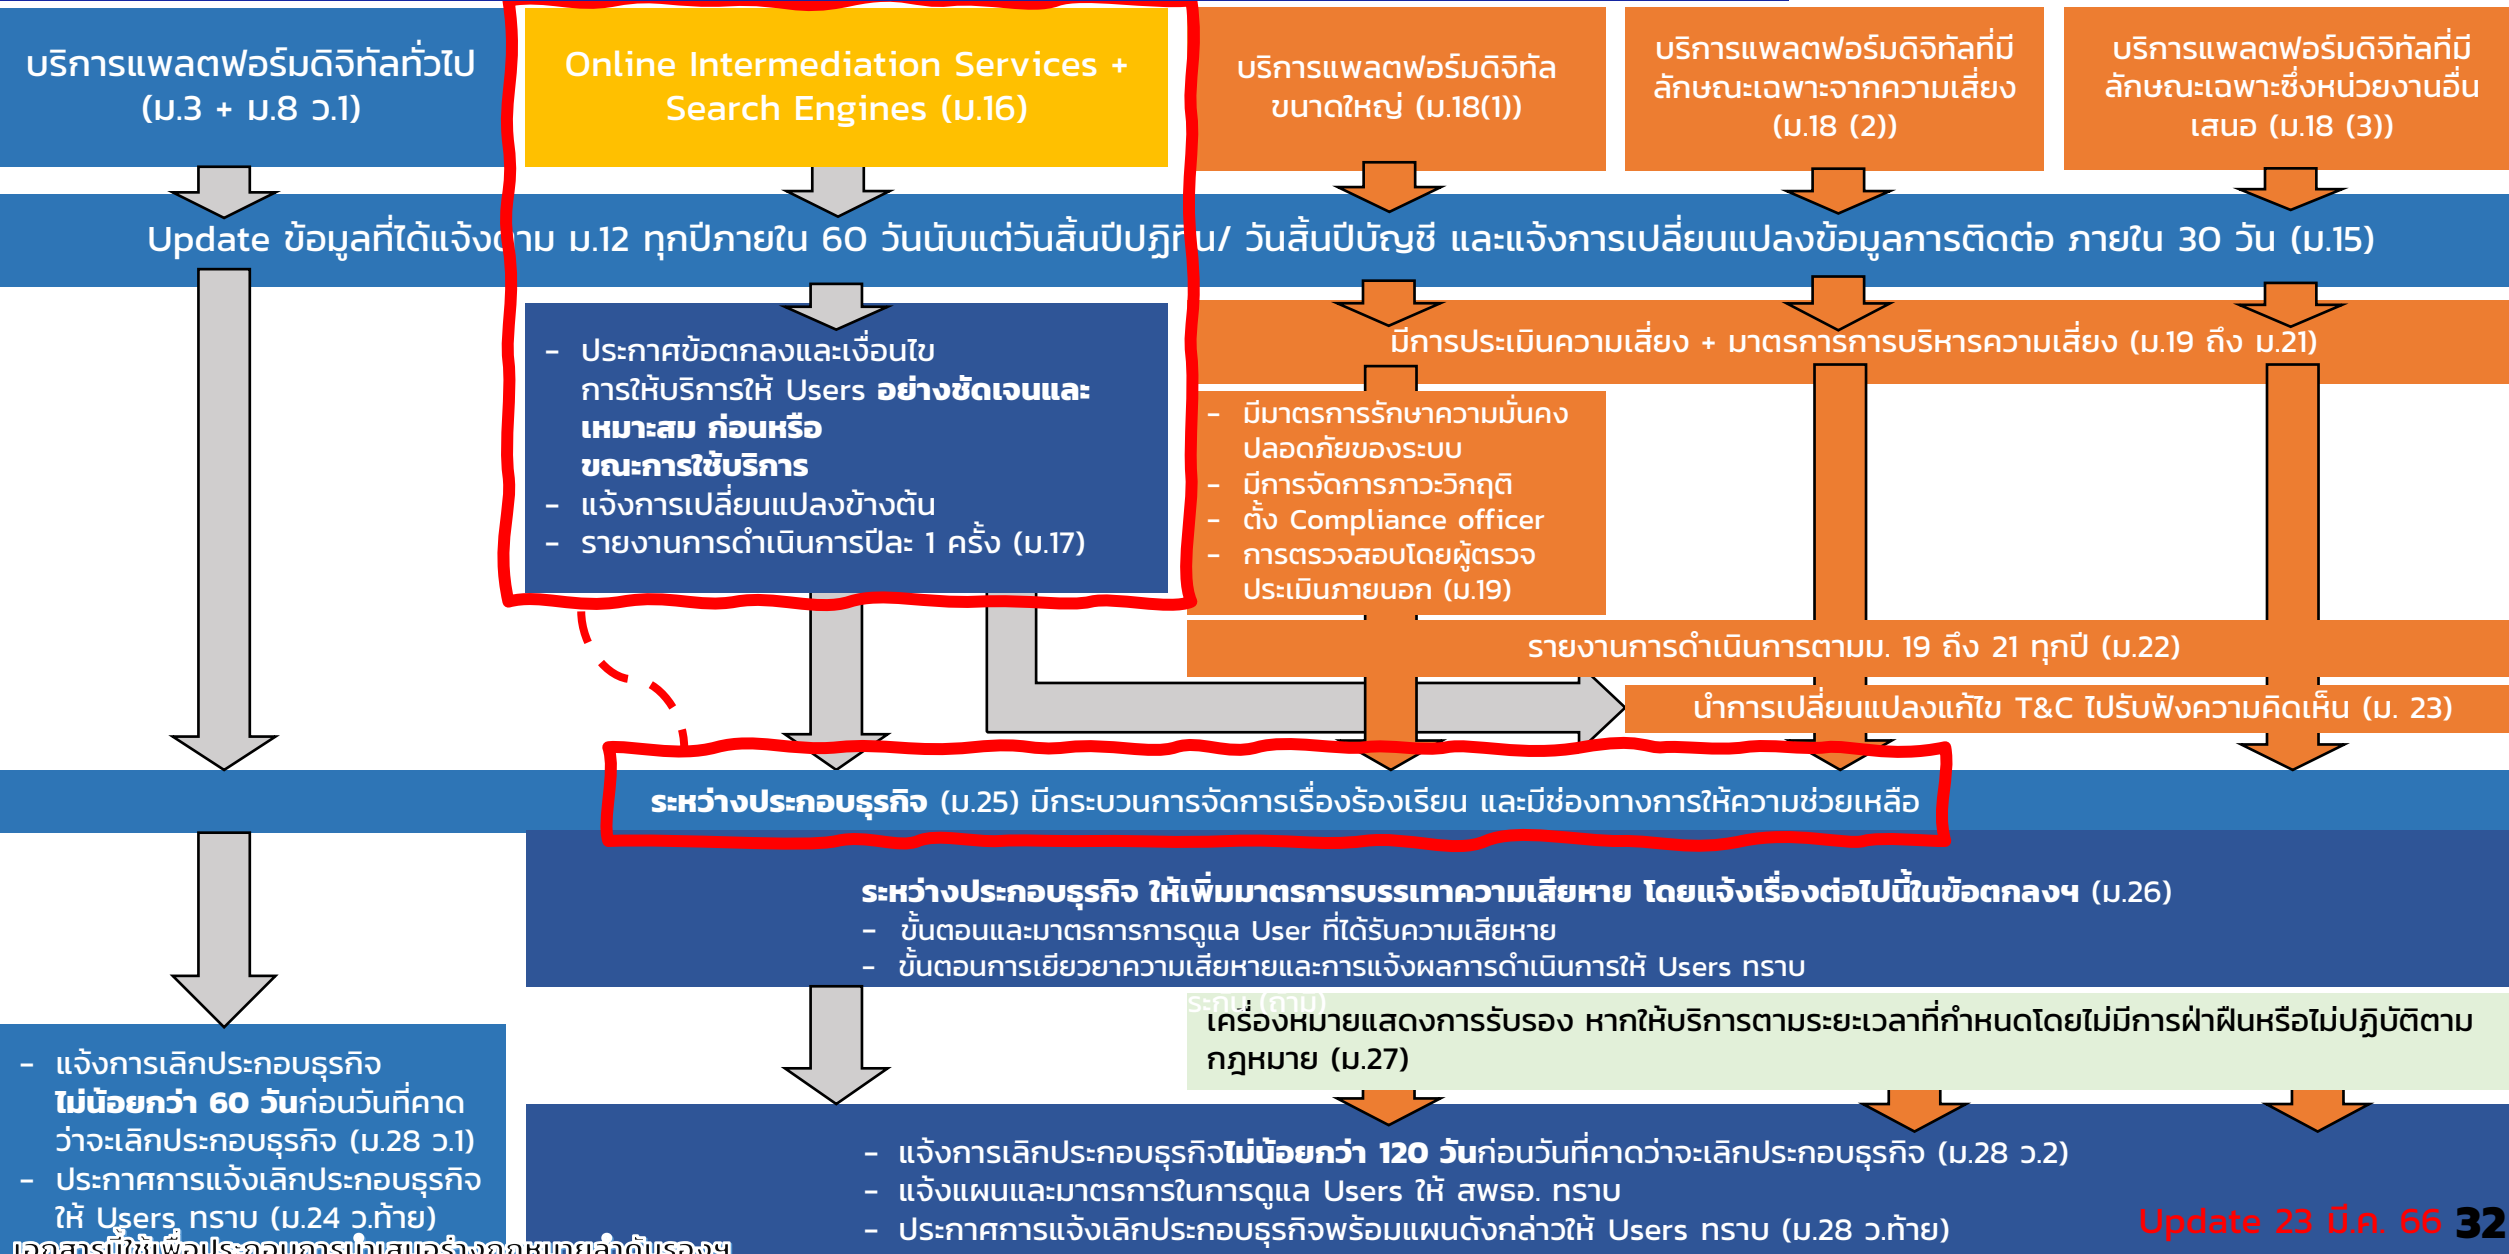 บริการแพลตฟอร์มดิจิทัลทั่วไป
(ม.3 + ม.8 ว.1)
Online Intermediation Services +
Search Engines (ม.16)
บริการแพลตฟอร์มดิจิทัล
ขนาดใหญ่ (ม.18(1))
บริการแพลตฟอร์มดิจิทัลที่มี
ลักษณะเฉพาะจากความเสี่ยง
(ม.18 (2))
บริการแพลตฟอร์มดิจิทัลที่มี
ลักษณะเฉพาะซึ่งหน่วยงานอื่น
เสนอ (ม.18 (3))
Update ข้อมูลที่ได้แจ้งตาม ม.12 ทุกปีภายใน 60 วันนับแต่วันสิ้นปีปฏิทิน/ วันสิ้นปีบัญชี และแจ้งการเปลี่ยนแปลงข้อมูลการติดต่อ ภายใน 30 วัน (ม.15)
- ประกาศข้อตกลงและเงื่อนไข
การให้บริการให้ Users อย่างชัดเจนและ
เหมาะสม ก่อนหรือ
ขณะการใช้บริการ
- แจ้งการเปลี่ยนแปลงข้างต้น
- รายงานการดำเนินการปีละ 1 ครั้ง (ม.17)
มีการประเมินความเสี่ยง + มาตรการการบริหารความเสี่ยง (ม.19 ถึง ม.21)
- มีมาตรการรักษาความมั่นคง
ปลอดภัยของระบบ
- มีการจัดการภาวะวิกฤติ
- ตั้ง Compliance officer
- การตรวจสอบโดยผู้ตรวจ
ประเมินภายนอก (ม.19)
รายงานการดำเนินการตามม. 19 ถึง 21 ทุกปี (ม.22)
นำการเปลี่ยนแปลงแก้ไข T&C ไปรับฟังความคิดเห็น (ม. 23)
ระหว่างประกอบธุรกิจ (ม.25) มีกระบวนการจัดการเรื่องร้องเรียน และมีช่องทางการให้ความช่วยเหลือ
ระหว่างประกอบธุรกิจ ให้เพิ่มมาตรการบรรเทาความเสียหาย โดยแจ้งเรื่องต่อไปนี้ในข้อตกลงฯ (ม.26)
- ขั้นตอนและมาตรการการดูแล User ที่ได้รับความเสียหาย
- ขั้นตอนการเยียวยาความเสียหายและการแจ้งผลการดำเนินการให้ Users ทราบ
เครื่องหมายแสดงการรับรอง หากให้บริการตามระยะเวลาที่กำหนดโดยไม่มีการฝ่าฝืนหรือไม่ปฏิบัติตาม
กฎหมาย (ม.27)
- แจ้งการเลิกประกอบธุรกิจ
ไม่น้อยกว่า 60 วันก่อนวันที่คาด
ว่าจะเลิกประกอบธุรกิจ (ม.28 ว.1)
- ประกาศการแจ้งเลิกประกอบธุรกิจ
ให้ Users ทราบ (ม.24 ว.ท้าย)
- แจ้งการเลิกประกอบธุรกิจไม่น้อยกว่า 120 วันก่อนวันที่คาดว่าจะเลิกประกอบธุรกิจ (ม.28 ว.2)
- แจ้งแผนและมาตรการในการดูแล Users ให้ สพธอ. ทราบ
- ประกาศการแจ้งเลิกประกอบธุรกิจพร้อมแผนดังกล่าวให้ Users ทราบ (ม.28 ว.ท้าย)
Update 23 มี.ค. 66 32
เอกสารนี้ใช้เพื่อประกอบการนำเสนอร่างกฎหมายลำดับรองฯ